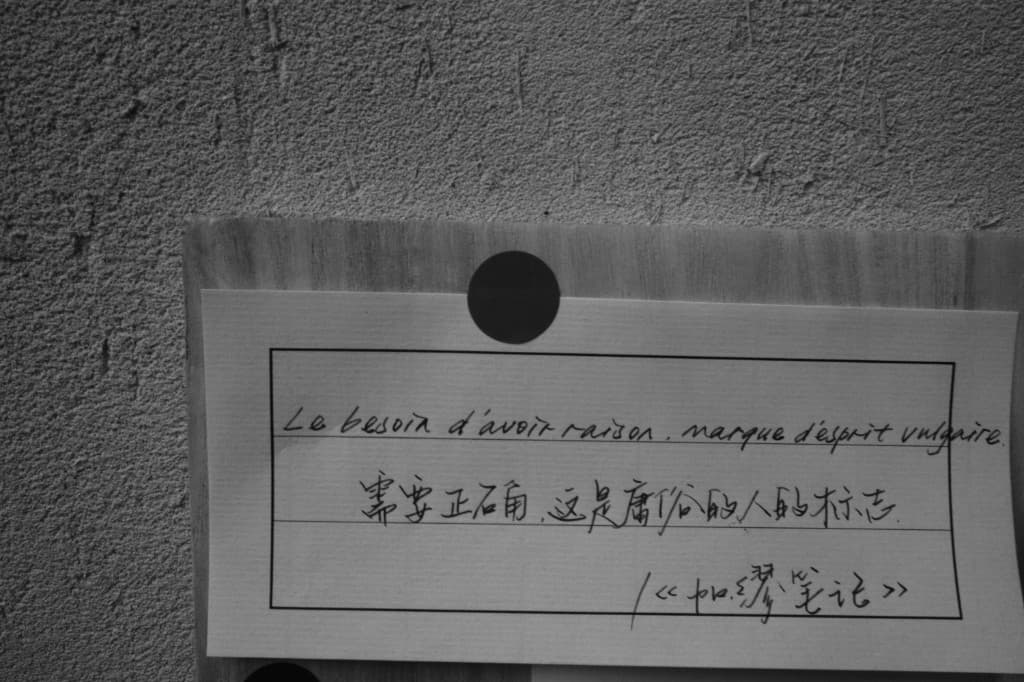 Le besoin d'avoir raison. marque d'esprit vulgaire.
需要正确,这是庸俗的人的标志.
/《加缪笔记》